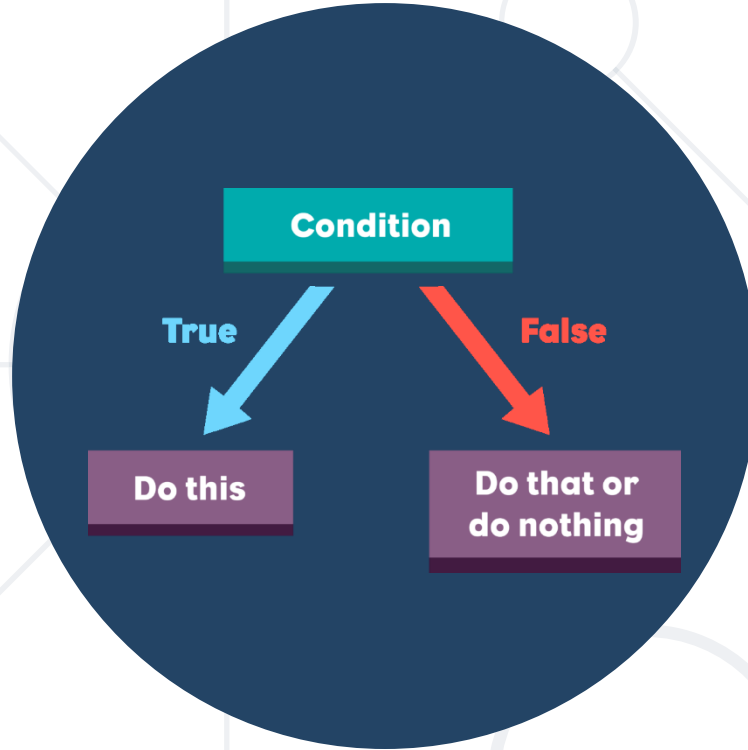 Condition
True
False
Do this
Do that or
do nothing